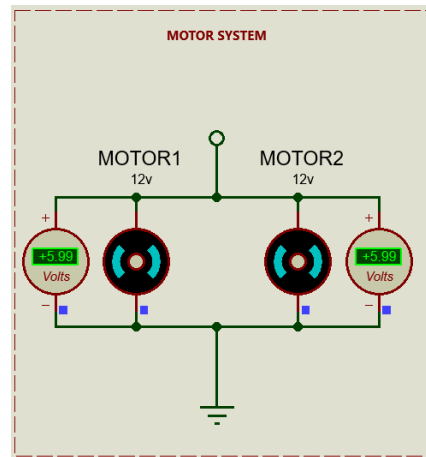 MOTOR SYSTEM
MOTOR1
12v
MOTOR2
12v
+
+5.99
Volts
−
+
+5.99
Volts
−